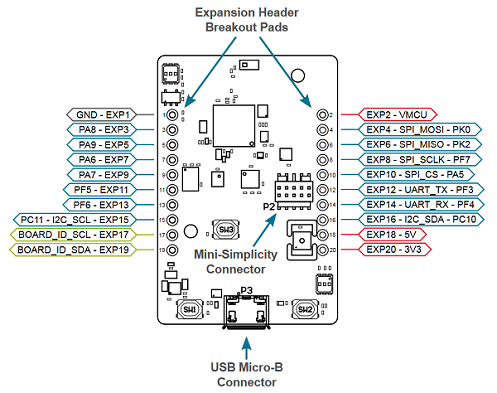 Expansion Header
Breakout Pads
GND - EXP1
PA8 - EXP3
PA9 - EXP5
PA6 - EXP7
PA7 - EXP9
PF5 - EXP11
PF6 - EXP13
PC11 - I2C_SCL - EXP15
BOARD_ID_SCL - EXP17
BOARD_ID_SDA - EXP19
1
3
5
7
9
11
13
15
17
19
2
4
6
8
10
12
14
16
18
20
EXP2 - VMCU
EXP4 - SPI_MOSI - PK0
EXP6 - SPI_MISO - PK2
EXP8 - SPI_SCLK - PF7
EXP10 - SPI_CS - PA5
EXP12 - UART_TX - PF3
EXP14 - UART_RX - PF4
EXP16 - I2C_SDA - PC10
EXP18 - 5V
EXP20 - 3V3
P2
SW3
Mini-Simplicity
Connector
P3
SW1
SW2
USB Micro-B
Connector